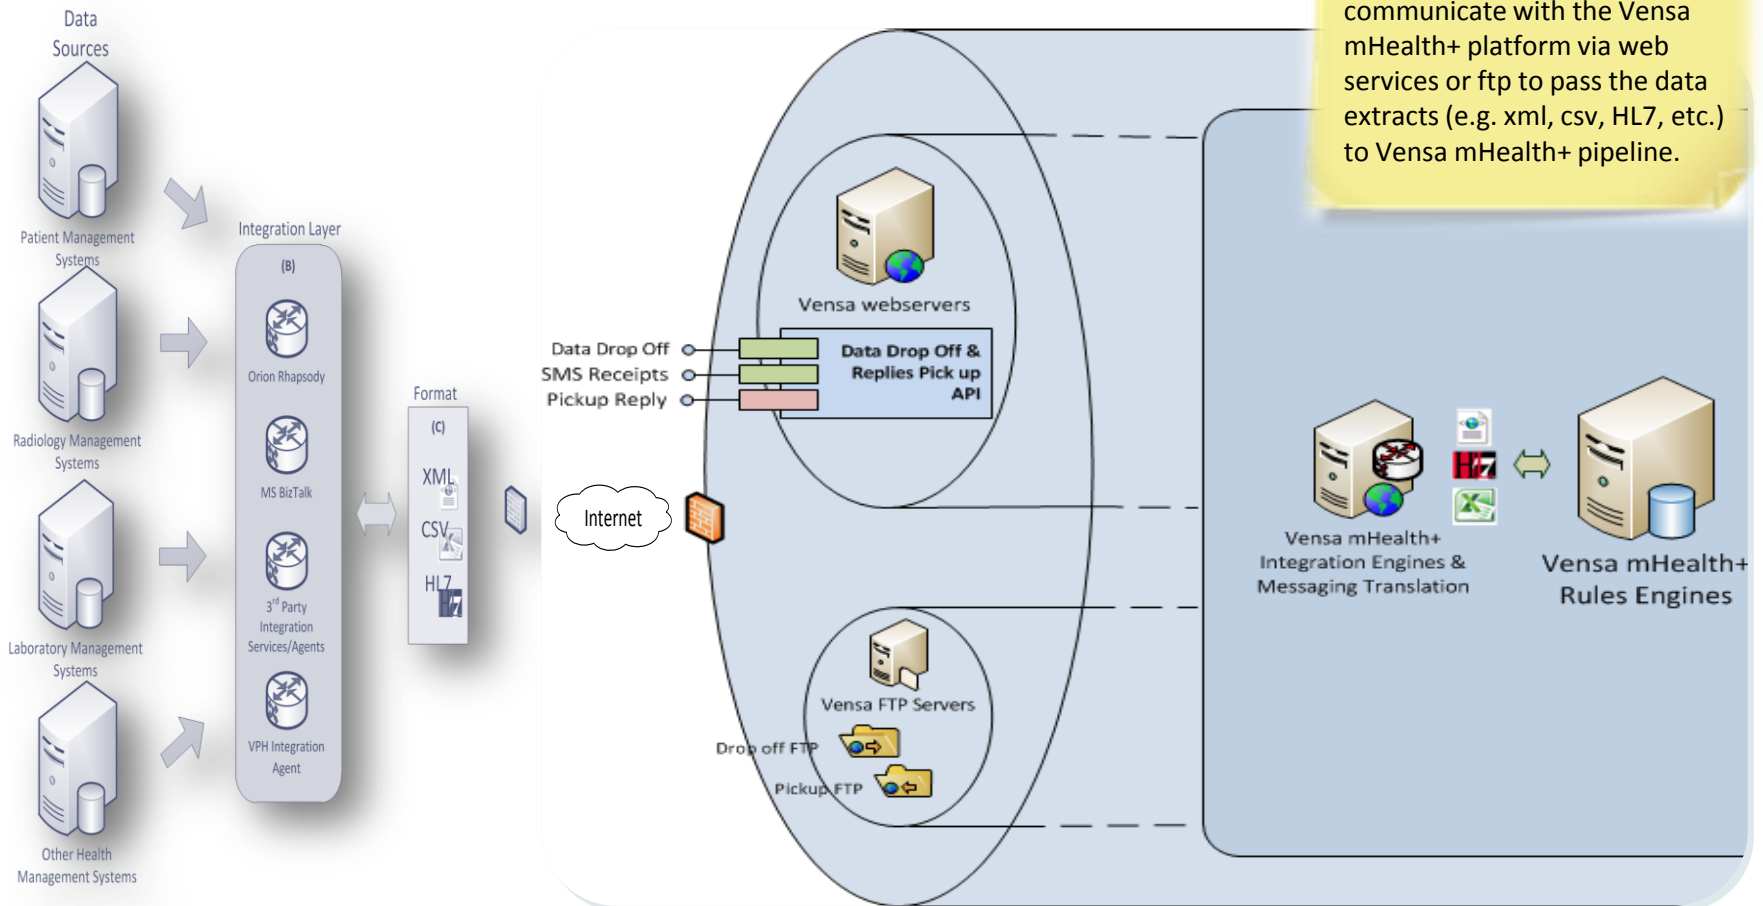 Data
Sources
Patient Management
Systems
Radiology Management
Systems
Laboratory Management
Systems
Other Health
Management Systems
Integration Layer
(B)
Orion Rhapsody
MS BizTalk
3rd Party
Integration
Services/Agents
VPH Integration
Agent
Format
(C)
XML
CSV
HL7
Internet
Vensa webservers
Data Drop Off
SMS Receipts
Pickup Reply
Data Drop Off &
Replies Pick up
API
Vensa FTP Servers
Drop off FTP
Pickup FTP
communicate with the Vensa
mHealth+ platform via web
services or ftp to pass the data
extracts (e.g. xml, csv, HL7, etc.)
to Vensa mHealth+ pipeline.
H7
Vensa mHealth+
Integration Engines &
Messaging Translation
Vensa mHealth+
Rules Engines